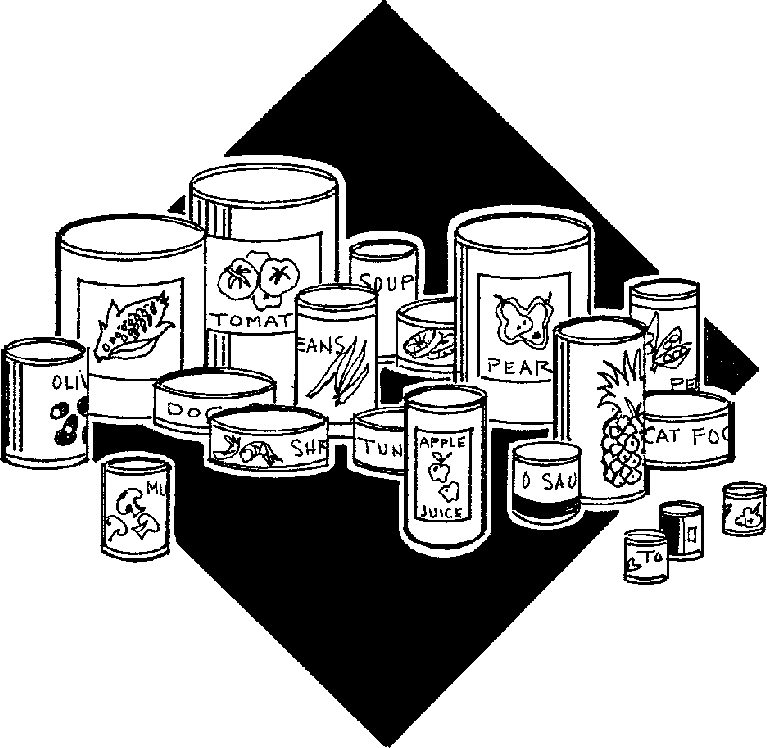 SOUP
TOMAT
EANS
PEAR
OLIV
PE
DOG
SHR
TUN
APPLE
JUICE
CAT FOO
O SAU
MU
TO